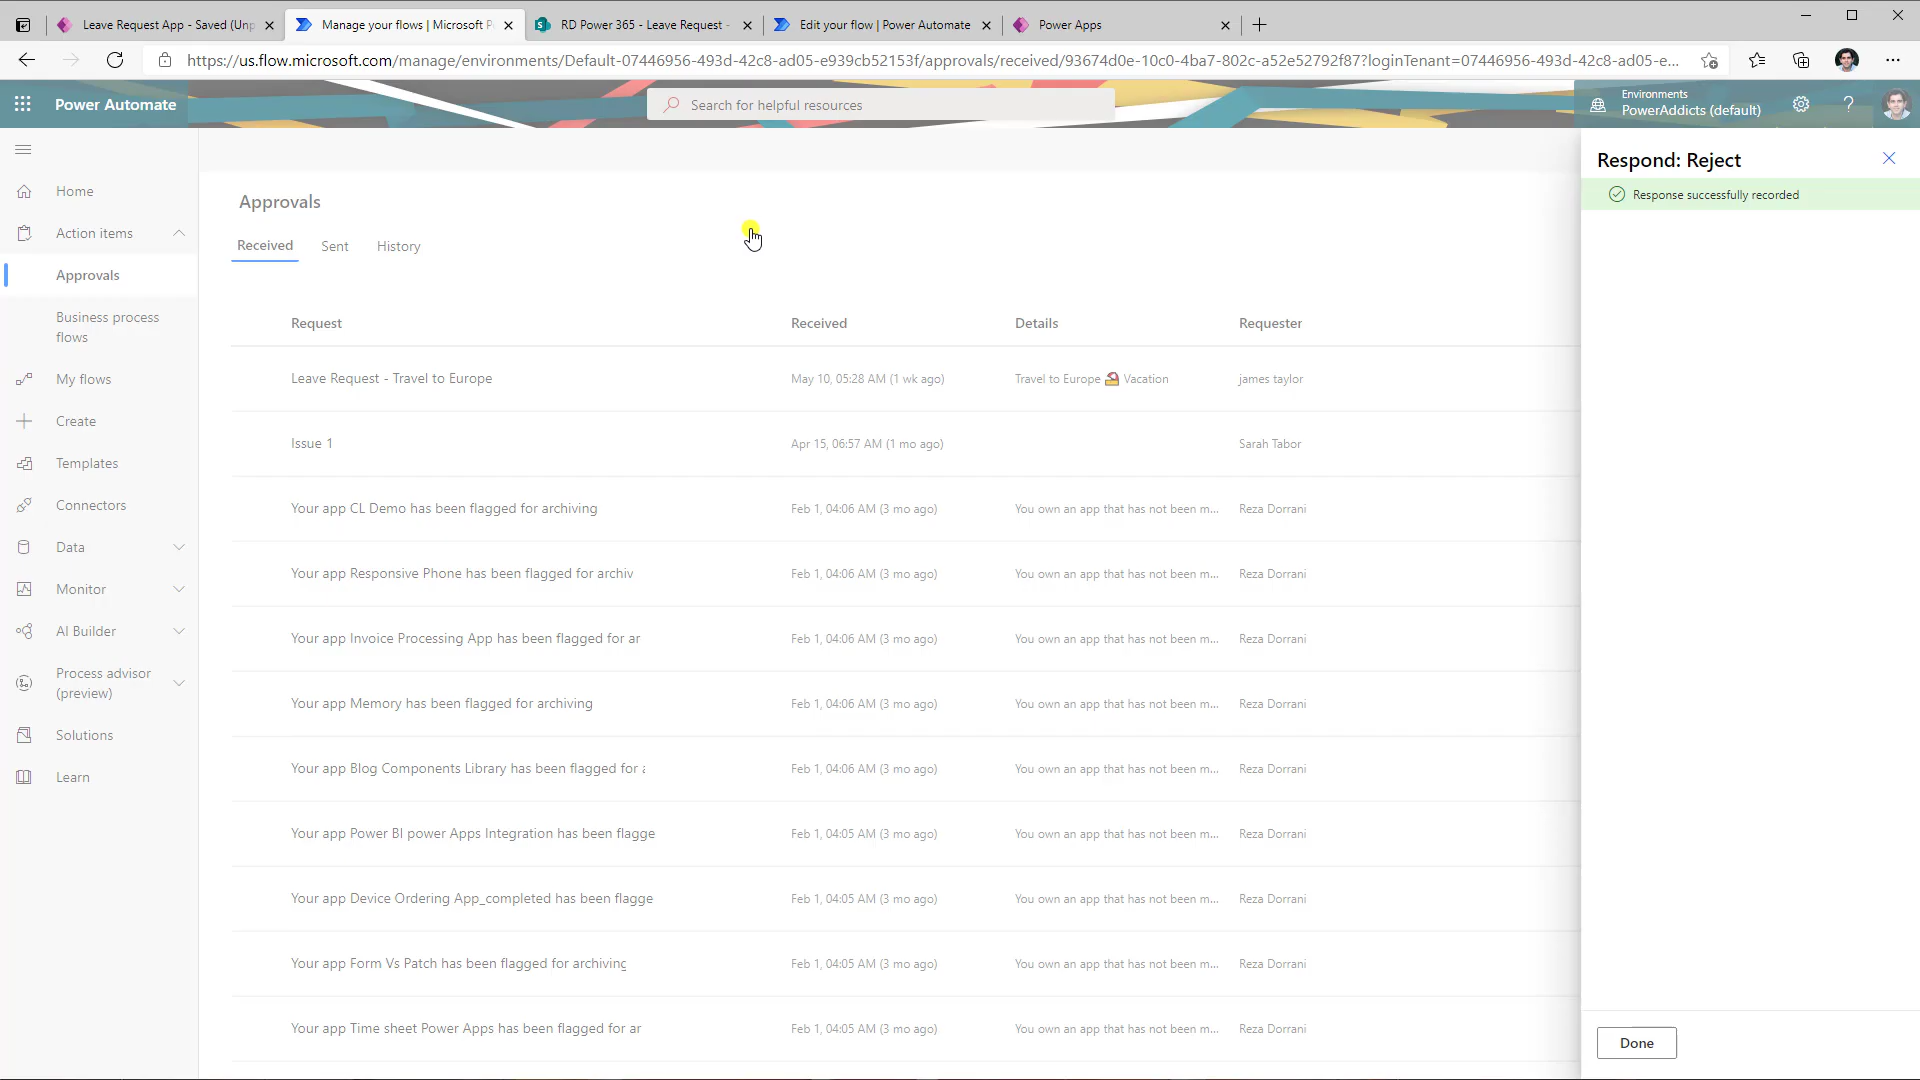 Leave Request App - Saved (Unp
Manage your flows | Microsoft P
RD Power 365 - Leave Request -
Edit your flow | Power Automate
Power Apps
https://us.flow.microsoft.com/manage/environments/Default-07446956-493d-42c8-ad05-e939cb52153f/approvals/received/93674d0e-10c0-4ba7-802c-a52e52792f87?loginTenant=07446956-493d-42c8-ad05-e...
Power Automate
Search for helpful resources
Environments
PowerAddicts (default)
Home
Action items
Approvals
Business process
flows
My flows
Create
Templates
Connectors
Data
Monitor
AI Builder
Process advisor
(preview)
Solutions
Learn
Approvals
Received Sent History
Request Received Details Requester
Leave Request - Travel to Europe May 10, 05:28 AM (1 wk ago) Travel to Europe 🏖 Vacation james taylor
Issue 1 Apr 15, 06:57 AM (1 mo ago) Sarah Tabor
Your app CL Demo has been flagged for archiving Feb 1, 04:06 AM (3 mo ago) You own an app that has not been m... Reza Dorrani
Your app Responsive Phone has been flagged for archiv Feb 1, 04:06 AM (3 mo ago) You own an app that has not been m... Reza Dorrani
Your app Invoice Processing App has been flagged for ar Feb 1, 04:06 AM (3 mo ago) You own an app that has not been m... Reza Dorrani
Your app Memory has been flagged for archiving Feb 1, 04:06 AM (3 mo ago) You own an app that has not been m... Reza Dorrani
Your app Blog Components Library has been flagged for a Feb 1, 04:06 AM (3 mo ago) You own an app that has not been m... Reza Dorrani
Your app Power BI power Apps Integration has been flagge Feb 1, 04:05 AM (3 mo ago) You own an app that has not been m... Reza Dorrani
Your app Device Ordering App_completed has been flagge Feb 1, 04:05 AM (3 mo ago) You own an app that has not been m... Reza Dorrani
Your app Form Vs Patch has been flagged for archiving Feb 1, 04:05 AM (3 mo ago) You own an app that has not been m... Reza Dorrani
Your app Time sheet Power Apps has been flagged for ar Feb 1, 04:05 AM (3 mo ago) You own an app that has not been m... Reza Dorrani
Respond: Reject
Response successfully recorded
Done